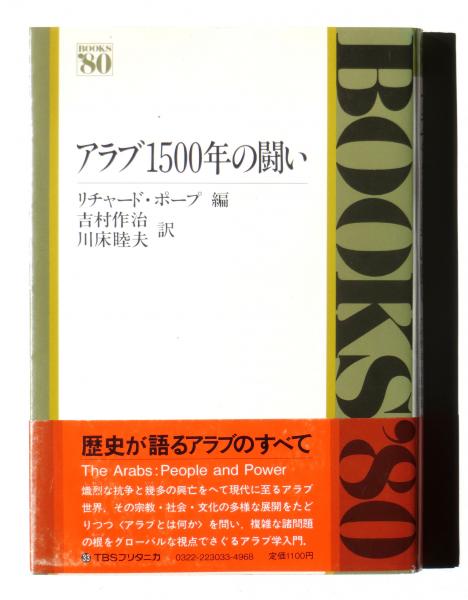 BOOKS
'80
アラブ1500年の闘い
リチャード・ポープ 編
吉村作治
川床睦夫 訳
BOOKS'80
歴史が語るアラブのすべて
The Arabs:People and Power
熾烈な抗争と幾多の興亡をへて現代に至るアラブ
世界。その宗教・社会・文化の多様な展開をたど
りつつ〈アラブとは何か〉を問い、複雑な諸問題
の根をグローバルな視点でさぐるアラブ学入門。
TBSブリタニカ 0322-223033-4968 定価1100円